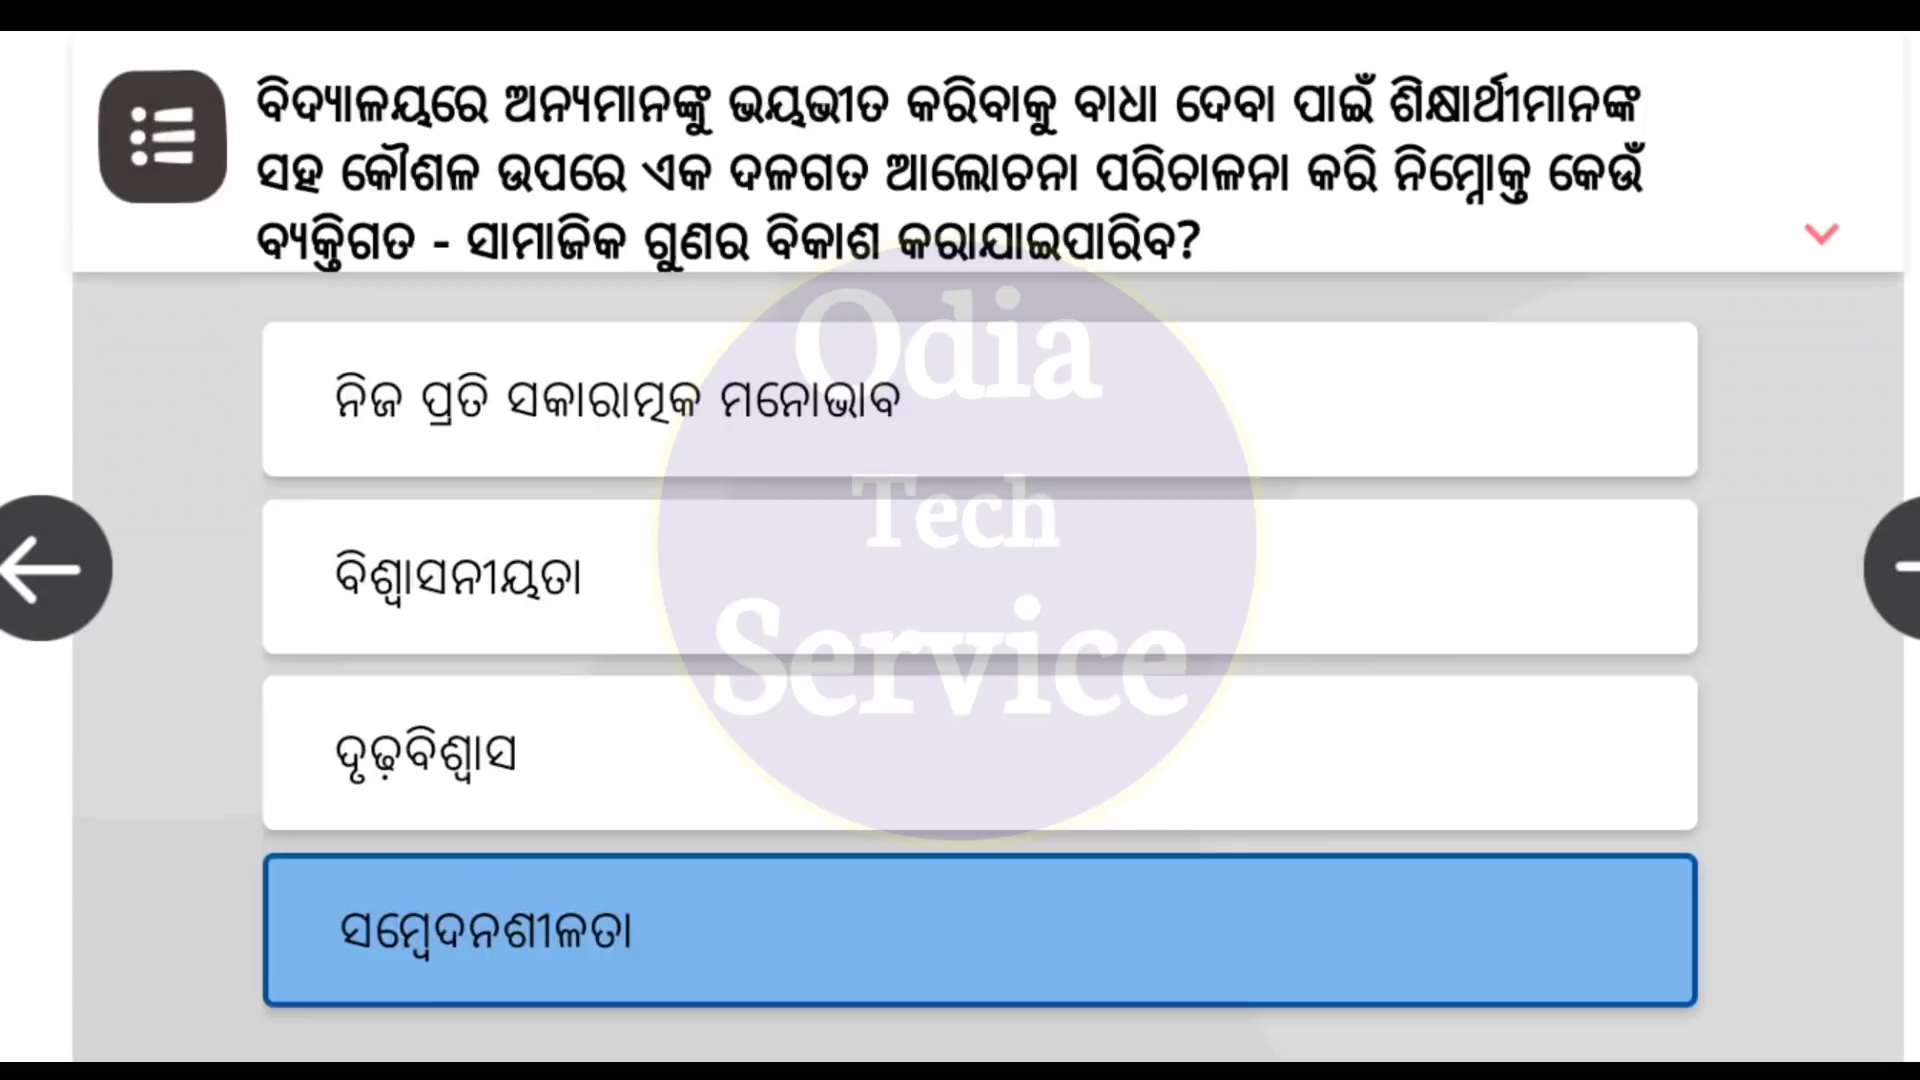 ବିଦ୍ୟାଳୟରେ ଅନ୍ୟମାନଙ୍କୁ ଭୟଭୀତ କରିବାକୁ ବାଧା ଦେବା ପାଇଁ ଶିକ୍ଷାର୍ଥୀମାନଙ୍କ
ସହ କୌଶଳ ଉପରେ ଏକ ଦଳଗତ ଆଲୋଚନା ପରିଚାଳନା କରି ନିମ୍ନୋକ୍ତ କେଉଁ
ବ୍ୟକ୍ତିଗତ - ସାମାଜିକ ଗୁଣର ବିକାଶ କରାଯାଇପାରିବ?
ନିଜ ପ୍ରତି ସକାରାତ୍ମକ ମନୋଭାବ
ବିଶ୍ୱାସନୀୟତା
ଦୃଢ଼ବିଶ୍ୱାସ
ସମ୍ବେଦନଶୀଳତା
Odia
Tech
Service